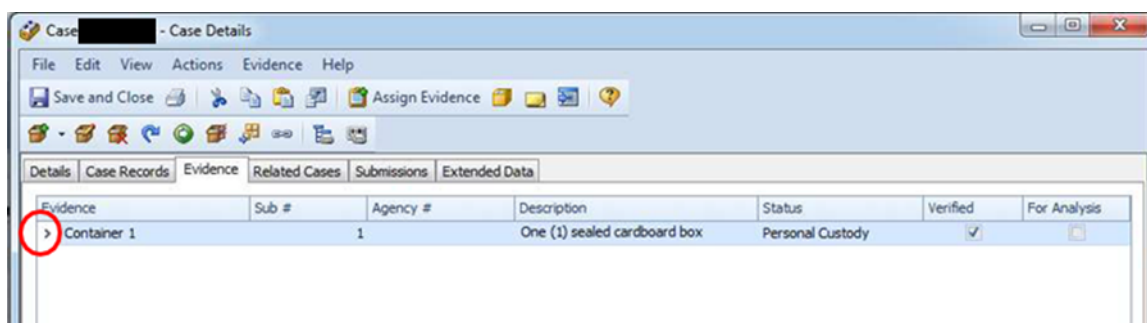 Case - Case Details
File Edit View Actions Evidence Help
Save and Close Assign Evidence
Details Case Records Evidence Related Cases Submissions Extended Data
Evidence Sub # Agency # Description Status Verified For Analysis
> Container 1 1 One (1) sealed cardboard box Personal Custody